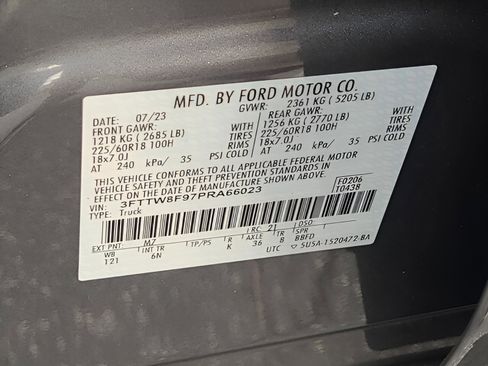 MFD. BY FORD MOTOR CO.
DATE: 07/23 GVWR: 2361 KG ( 5205 LB)
FRONT GAWR: REAR GAWR:
1218 KG ( 2685 LB) WITH 1256 KG ( 2770 LB) WITH
225/60R18 100H TIRES 225/60R18 100H TIRES
18x7.0J RIMS 18x7.0J RIMS
AT 240 kPa/ 35 PSI COLD AT 240 kPa/ 35 PSI COLD
THIS VEHICLE CONFORMS TO ALL APPLICABLE FEDERAL MOTOR
VEHICLE SAFETY AND THEFT PREVENTION STANDARDS IN
EFFECT ON THE DATE OF MANUFACTURE SHOWN ABOVE.
VIN: 3FTTW8F97PRA66023 F0206
TYPE: Truck T0438
RC: 21 DSO:
EXT PNT: M7
WB INT TR TP/PS R AXLE B SPR
121 6N K 36 BBFD
UTC 5U5A-1520472-BA